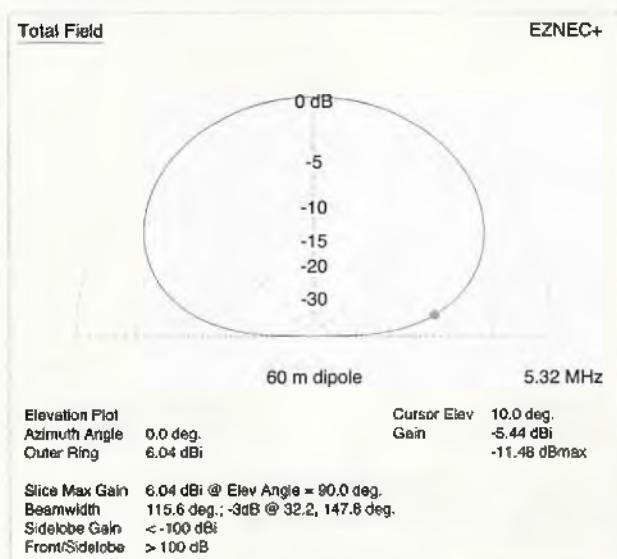 Total Field EZNEC+
0 dB
-5
-10
-15
-20
-30
60 m dipole 5.32 MHz
Elevation Plot Cursor Elev 10.0 deg.
Azimuth Angle 0.0 deg. Gain -5.44 dBi
Outer Ring 6.04 dBi -11.48 dBmax
Slice Max Gain 6.04 dBi @ Elev Angle = 90.0 deg.
Beamwidth 115.6 deg.; -3dB @ 32.2, 147.8 deg.
Sidelobe Gain < -100 dBi
Front/Sidelobe > 100 dB